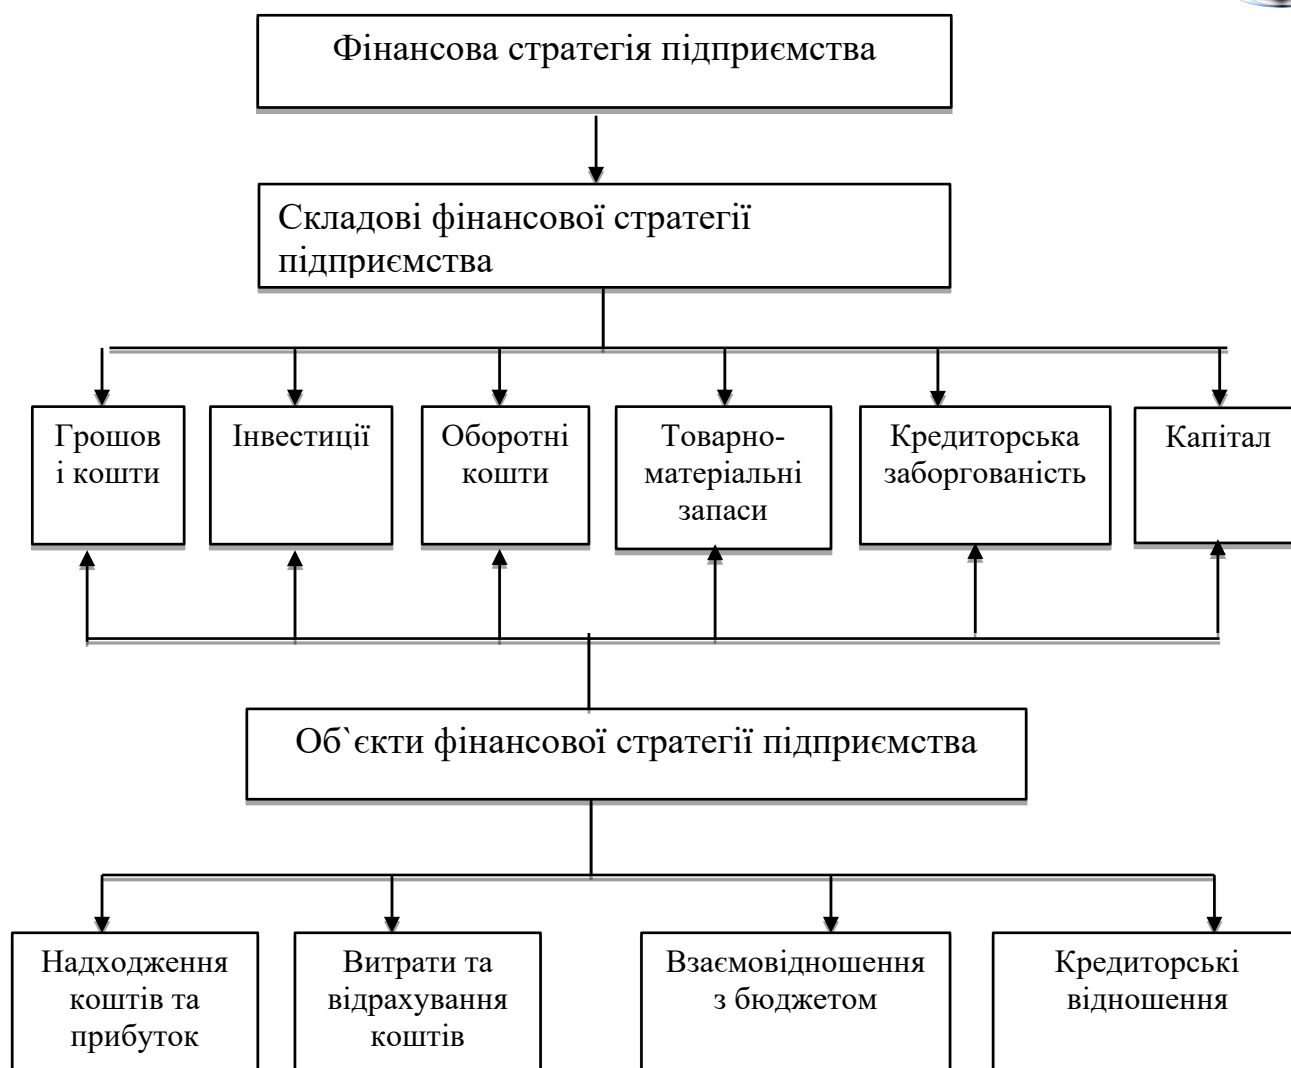 Фінансова стратегія підприємства
Складові фінансової стратегії
підприємства
Грошов
і кошти
Інвестиції
Оборотні
кошти
Товарно-
матеріальні
запаси
Кредиторська
заборгованість
Капітал
Об`єкти фінансової стратегії підприємства
Надходження
коштів та
прибуток
Витрати та
відрахування
коштів
Взаємовідношення
з бюджетом
Кредиторські
відношення